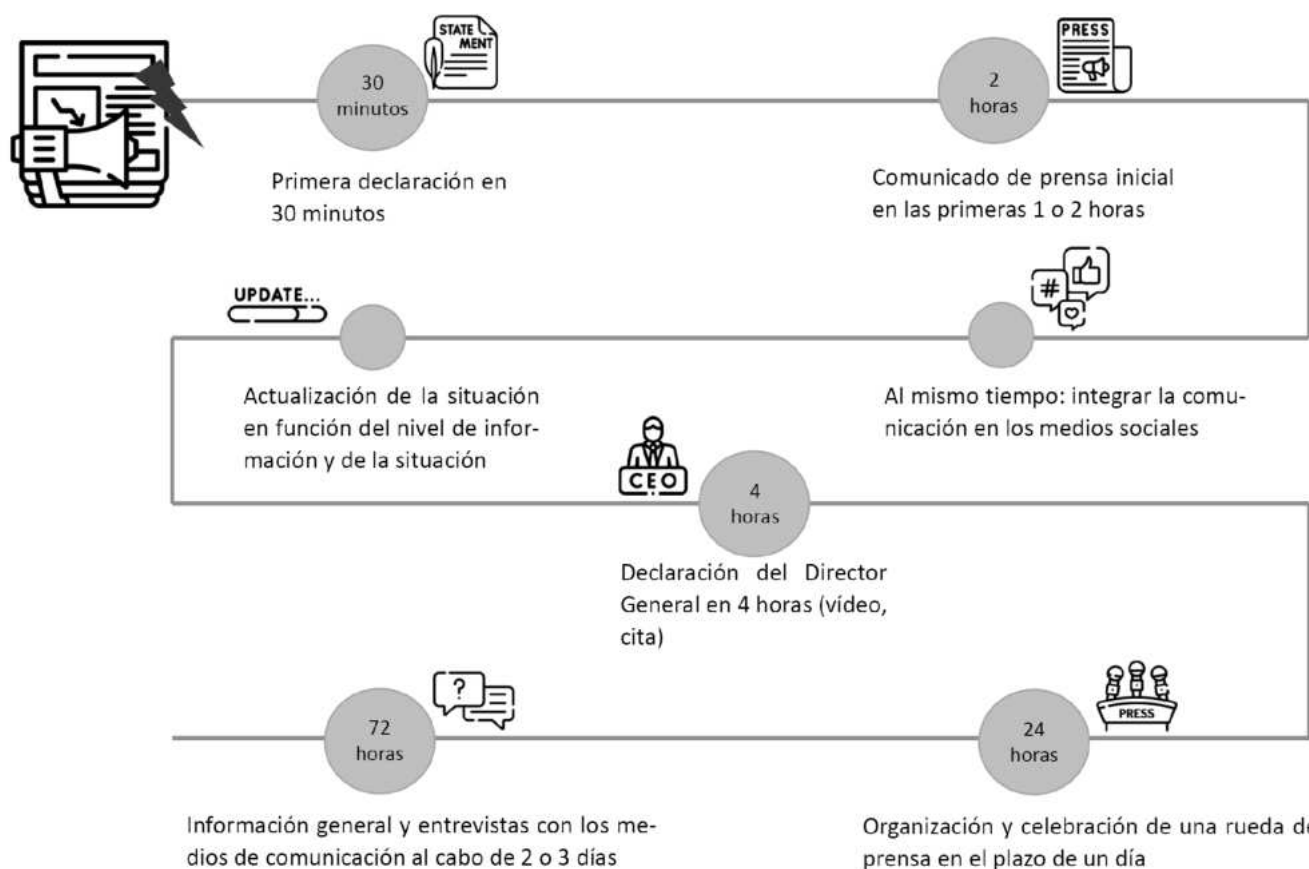 STATE
MENT
30
minutos
Primera declaración en
30 minutos
PRESS
2
horas
Comunicado de prensa inicial
en las primeras 1 o 2 horas
#
Al mismo tiempo: integrar la comu-
nicación en los medios sociales
UPDATE...
Actualización de la situación
en función del nivel de infor-
mación y de la situación
CEO
4
horas
Declaración del Director
General en 4 horas (vídeo,
cita)
PRESS
24
horas
Organización y celebración de una rueda de
prensa en el plazo de un día
?
72
horas
Información general y entrevistas con los me-
dios de comunicación al cabo de 2 o 3 días